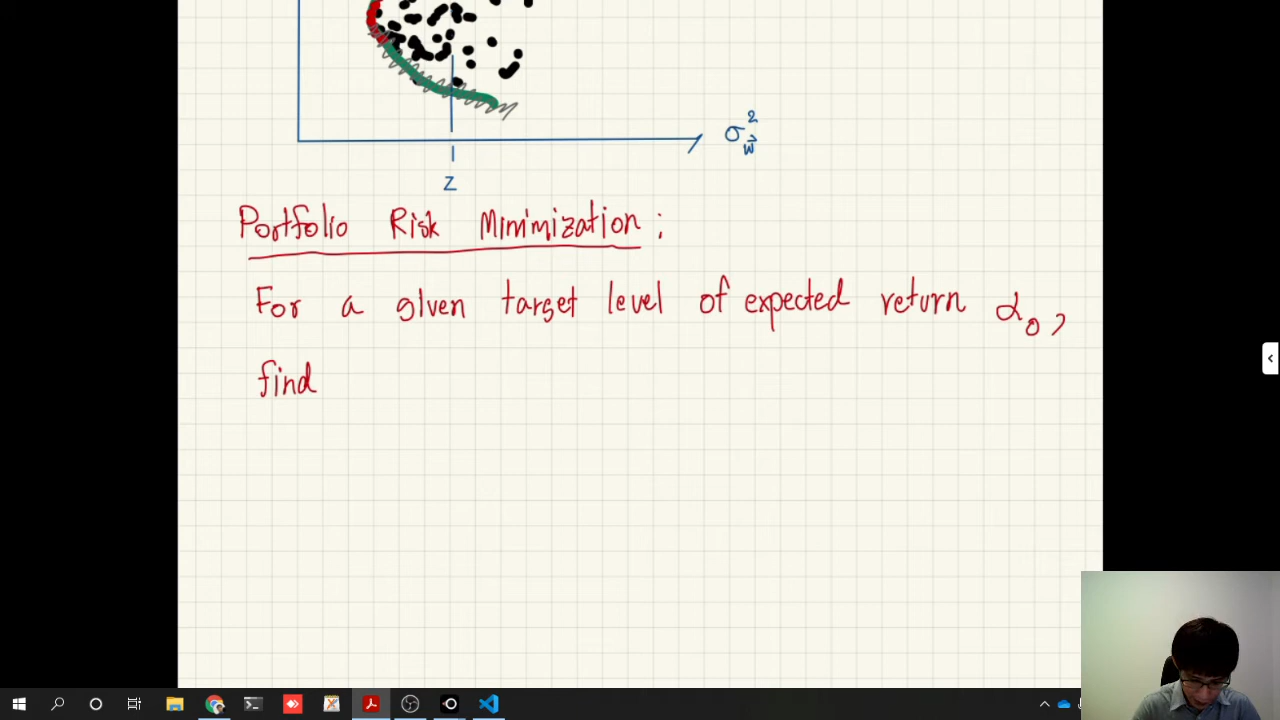 σ²w⃗
z
Portfolio Risk Minimization :
For a given target level of expected return α₀,
find